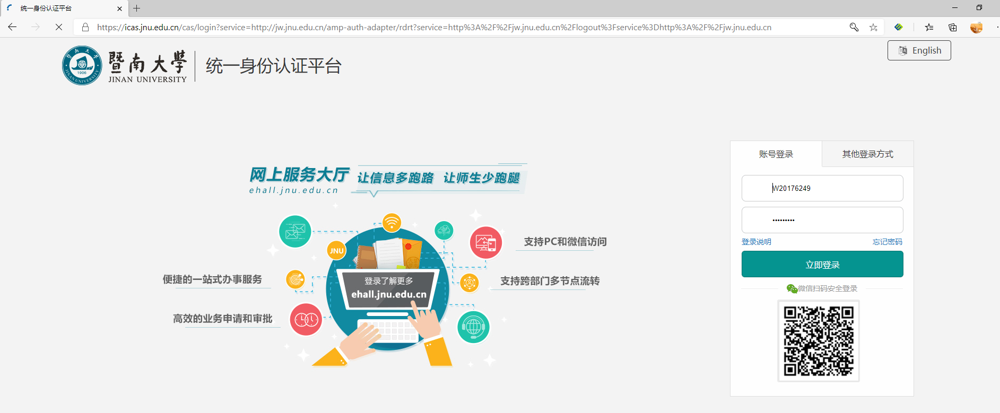 统一身份认证平台
https://icas.jnu.edu.cn/cas/login?service=http://jw.jnu.edu.cn/amp-auth-adapter/rdrt?service=http%3A%2F%2Fjw.jnu.edu.cn%2Flogout%3Fservice%3Dhttp%3A%2F%2Fjw.jnu.edu.cn
English
暨南大學
JINAN UNIVERSITY
暨南大学
1906
JINAN UNIVERSITY
统一身份认证平台
账号登录
其他登录方式
W20176249
•••••••••
登录说明
忘记密码
立即登录
微信扫码安全登录
网上服务大厅
ehall.jnu.edu.cn
让信息多跑路 让师生少跑腿
JNU
支持PC和微信访问
便捷的一站式办事服务
登录了解更多
ehall.jnu.edu.cn
支持跨部门多节点流转
高效的业务申请和审批